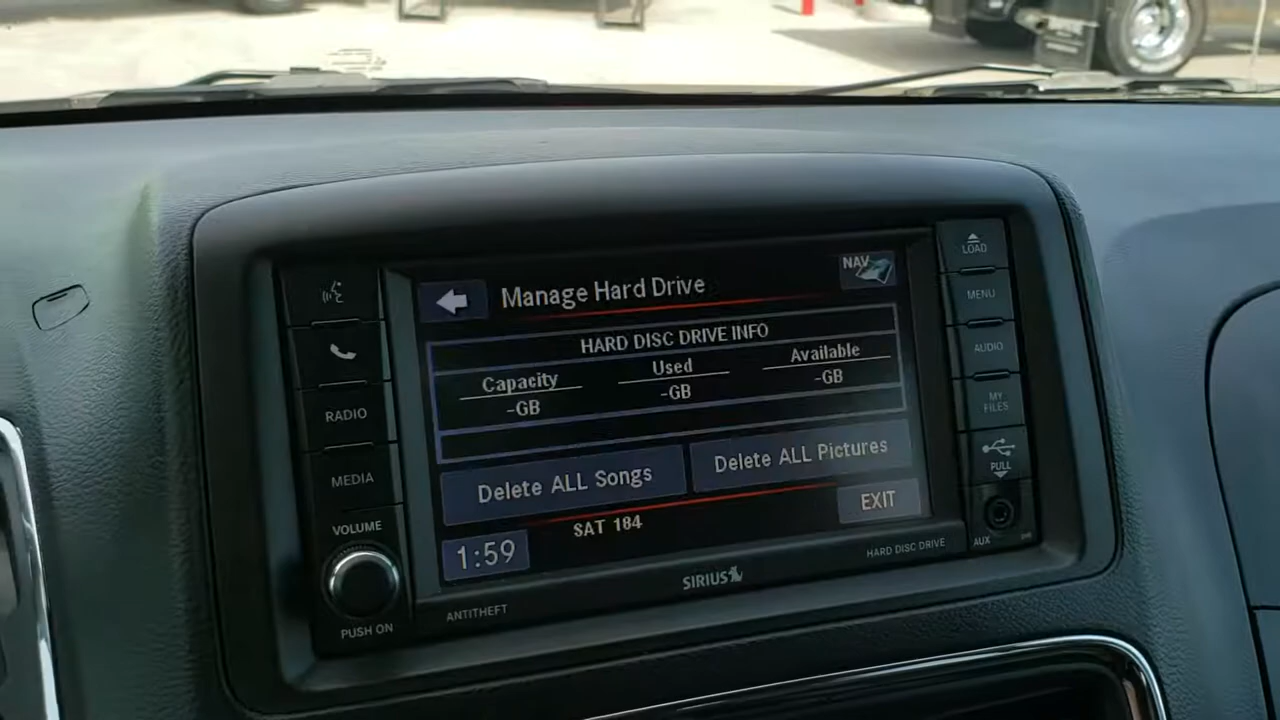 NAV
Manage Hard Drive
HARD DISC DRIVE INFO
Capacity Used Available
-GB -GB -GB
Delete ALL Songs Delete ALL Pictures
SAT 184 EXIT
1:59
RADIO
MEDIA
VOLUME
PUSH ON
ANTITHEFT
SIRIUS
HARD DISC DRIVE
LOAD
MENU
AUDIO
MY
FILES
PULL
AUX